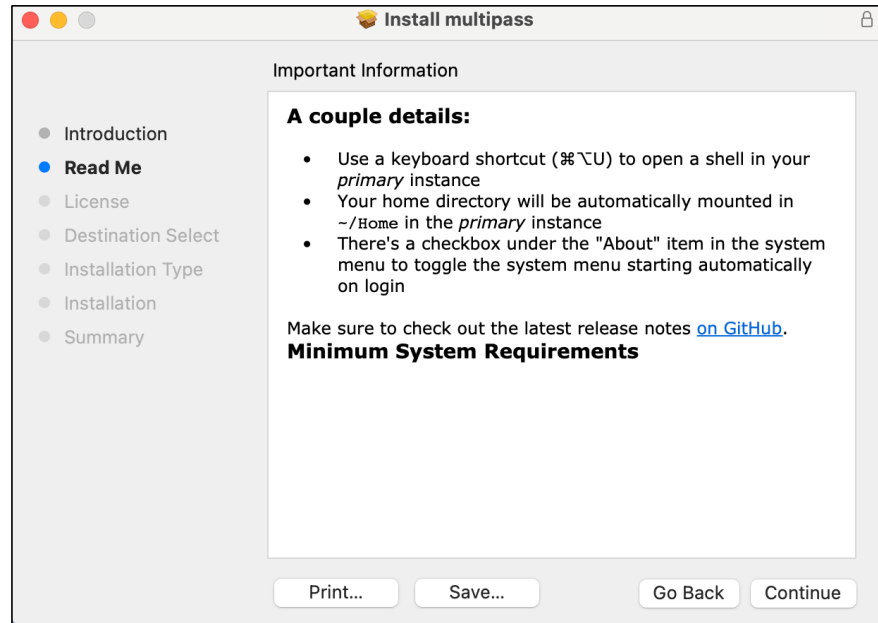 Install multipass
Important Information
Introduction
Read Me
License
Destination Select
Installation Type
Installation
Summary
A couple details:
• Use a keyboard shortcut (⌘⌥U) to open a shell in your
primary instance
• Your home directory will be automatically mounted in
~/Home in the primary instance
• There's a checkbox under the "About" item in the system
menu to toggle the system menu starting automatically
on login
Make sure to check out the latest release notes on GitHub.
Minimum System Requirements
Print...
Save...
Go Back
Continue